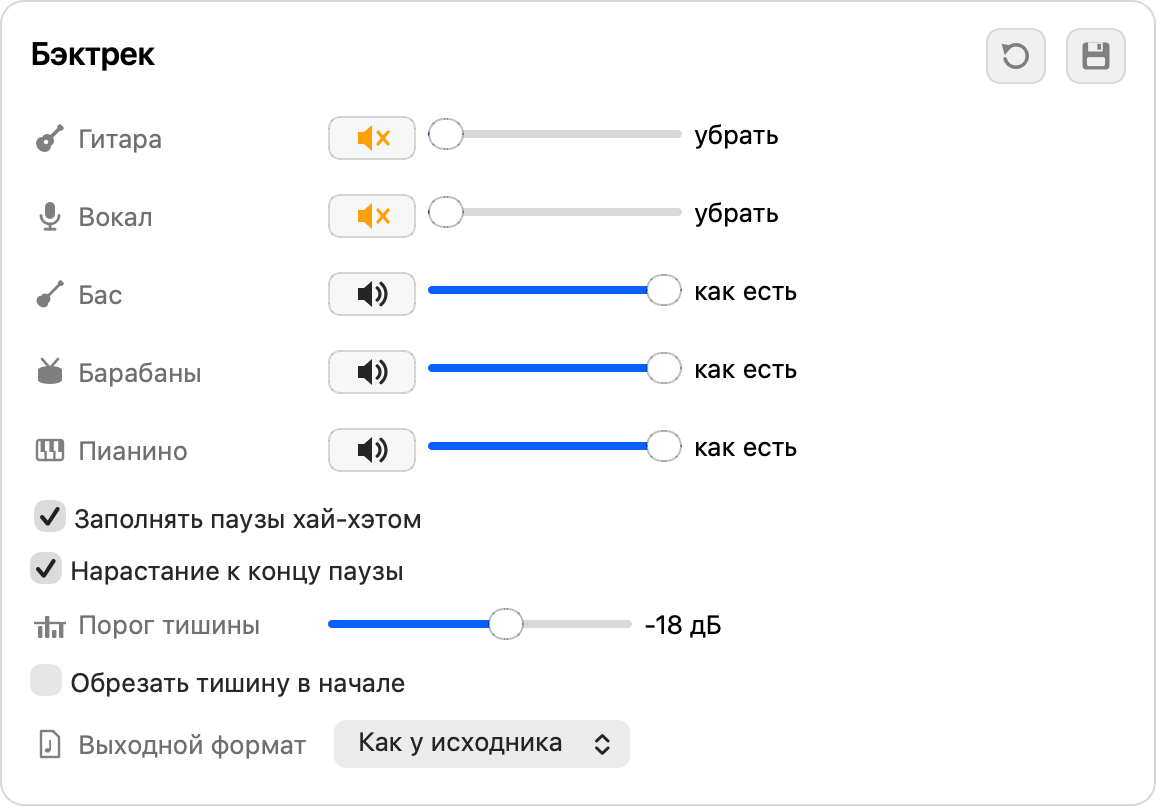 Бэктрек
Гитара убрать
Вокал убрать
Бас как есть
Барабаны как есть
Пианино как есть
Заполнять паузы хай-хэтом
Нарастание к концу паузы
Порог тишины -18 дБ
Обрезать тишину в начале
Выходной формат Как у исходника